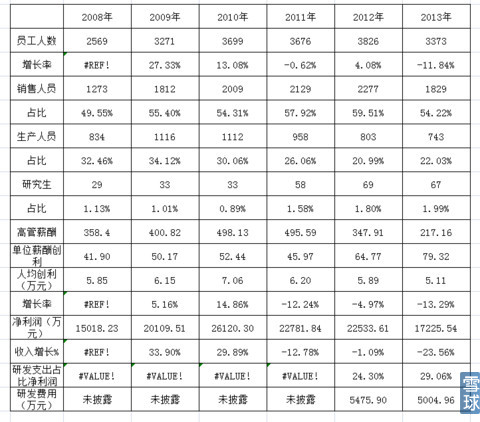 2008年 2009年 2010年 2011年 2012年 2013年
员工人数 2569 3271 3699 3676 3826 3373
增长率 #REF! 27.33% 13.08% -0.62% 4.08% -11.84%
销售人员 1273 1812 2009 2129 2277 1829
占比 49.55% 55.40% 54.31% 57.92% 59.51% 54.22%
生产人员 834 1116 1112 958 803 743
占比 32.46% 34.12% 30.06% 26.06% 20.99% 22.03%
研究生 29 33 33 58 69 67
占比 1.13% 1.01% 0.89% 1.58% 1.80% 1.99%
高管薪酬 358.4 400.82 498.13 495.59 347.91 217.16
单位薪酬创利 41.90 50.17 52.44 45.97 64.77 79.32
人均创利（万元） 5.85 6.15 7.06 6.20 5.89 5.11
增长率 #REF! 5.16% 14.86% -12.24% -4.97% -13.29%
净利润（万元） 15018.23 20109.51 26120.30 22781.84 22533.61 17225.54
收入增长% #REF! 33.90% 29.89% -12.78% -1.09% -23.56%
研发支出占比净利润 #VALUE! #VALUE! #VALUE! #VALUE! 24.30% 29.06%
研发费用（万元） 未披露 未披露 未披露 未披露 5475.90 5004.96
雪球